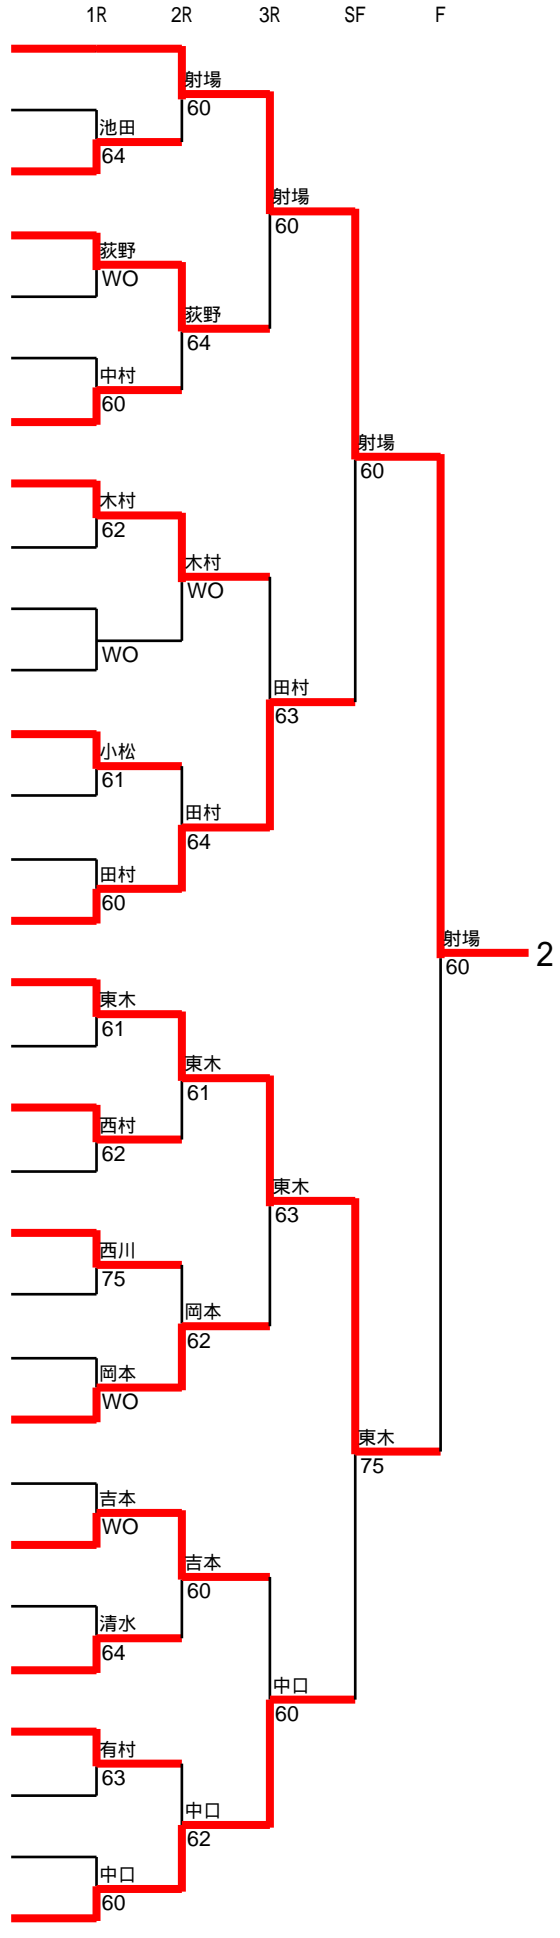 1R 2R 3R SF F
射場
60
池田
64
射場
60
荻野
WO
荻野
64
中村
60
射場
60
木村
62
木村
WO
WO
田村
63
小松
61
田村
64
田村
60
射場
60
2
東木
61
東木
61
西村
62
東木
63
西川
75
岡本
62
岡本
WO
東木
75
吉本
WO
吉本
60
清水
64
中口
60
有村
63
中口
62
中口
60